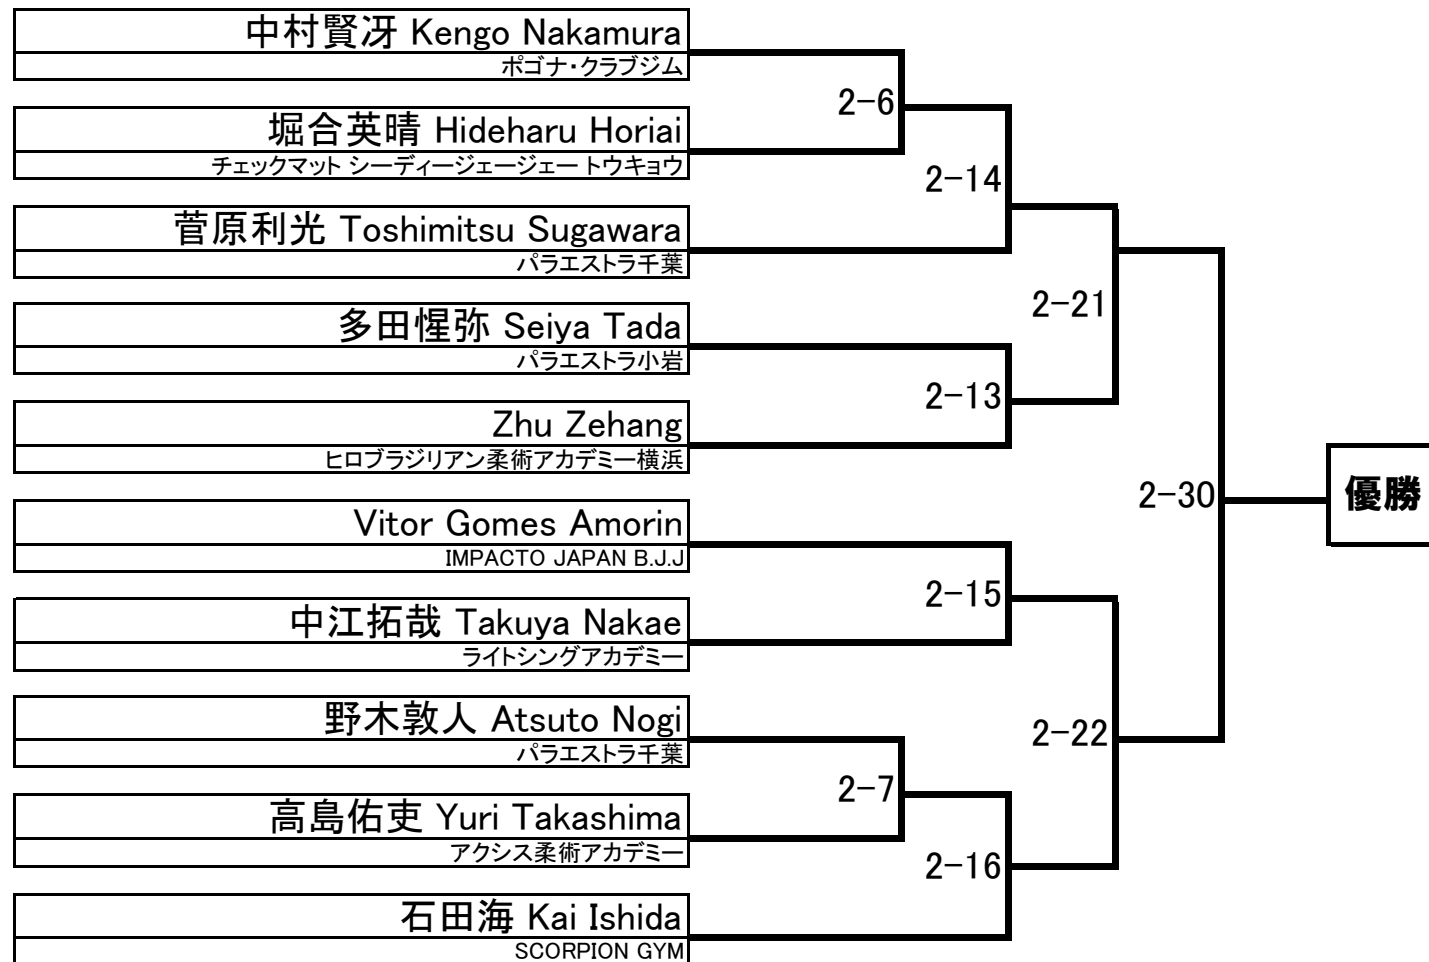 中村賢冴 Kengo Nakamura
ポゴナ・クラブジム
2-6
堀合英晴 Hideharu Horiai
チェックマット シーディージェージェー トウキョウ
2-14
菅原利光 Toshimitsu Sugawara
パラエストラ千葉
2-21
多田惺弥 Seiya Tada
パラエストラ小岩
2-13
Zhu Zehang
ヒロブラジリアン柔術アカデミー横浜
2-30
優勝
Vitor Gomes Amorin
IMPACTO JAPAN B.J.J
2-15
中江拓哉 Takuya Nakae
ライトシングアカデミー
野木敦人 Atsuto Nogi
パラエストラ千葉
2-22
2-7
高島佑吏 Yuri Takashima
アクシス柔術アカデミー
2-16
石田海 Kai Ishida
SCORPION GYM